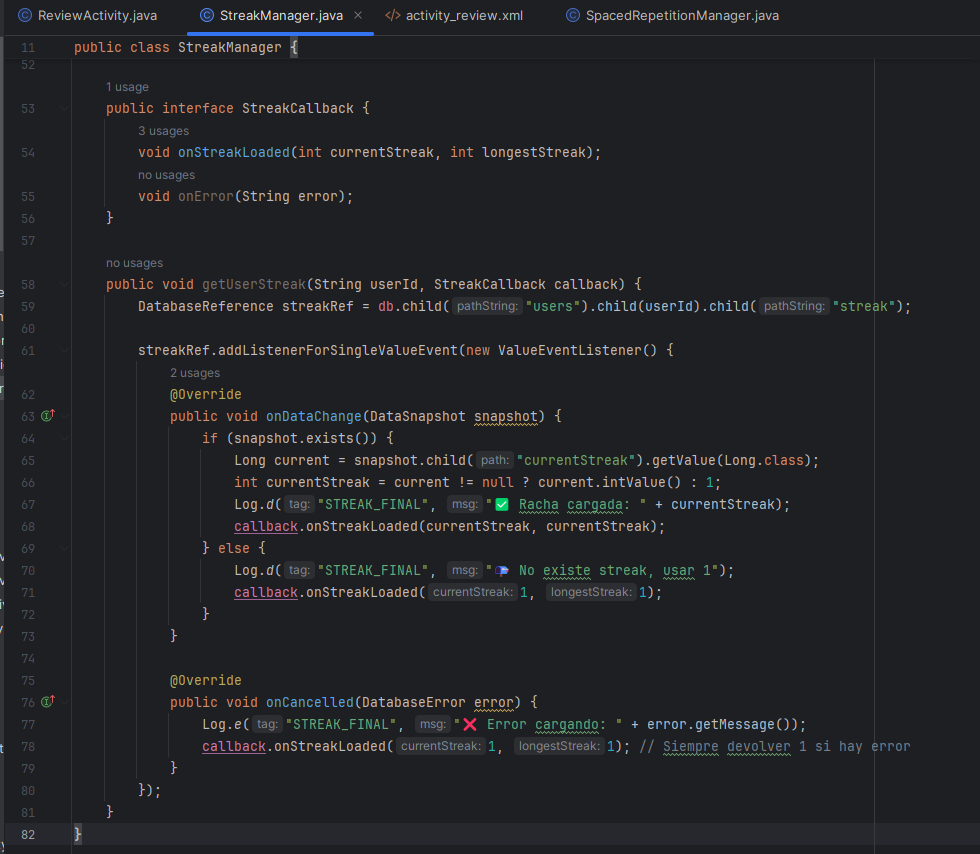 ReviewActivity.java StreakManager.java × </> activity_review.xml SpacedRepetitionManager.java
11 public class StreakManager {
52
1 usage
53 public interface StreakCallback {
3 usages
54 void onStreakLoaded(int currentStreak, int longestStreak);
no usages
55 void onError(String error);
56 }
57
no usages
58 public void getUserStreak(String userId, StreakCallback callback) {
59 DatabaseReference streakRef = db.child( pathString: "users").child(userId).child( pathString: "streak");
60
61 streakRef.addListenerForSingleValueEvent(new ValueEventListener() {
2 usages
62 @Override
63 public void onDataChange(DataSnapshot snapshot) {
64 if (snapshot.exists()) {
65 Long current = snapshot.child( path: "currentStreak").getValue(Long.class);
66 int currentStreak = current != null ? current.intValue() : 1;
67 Log.d( tag: "STREAK_FINAL", msg: "✅ Racha cargada: " + currentStreak);
68 callback.onStreakLoaded(currentStreak, currentStreak);
69 } else {
70 Log.d( tag: "STREAK_FINAL", msg: "📭 No existe streak, usar 1");
71 callback.onStreakLoaded( currentStreak: 1, longestStreak: 1);
72 }
73 }
74
75 @Override
76 public void onCancelled(DatabaseError error) {
77 Log.e( tag: "STREAK_FINAL", msg: "❌ Error cargando: " + error.getMessage());
78 callback.onStreakLoaded( currentStreak: 1, longestStreak: 1); // Siempre devolver 1 si hay error
79 }
80 });
81 }
82 }